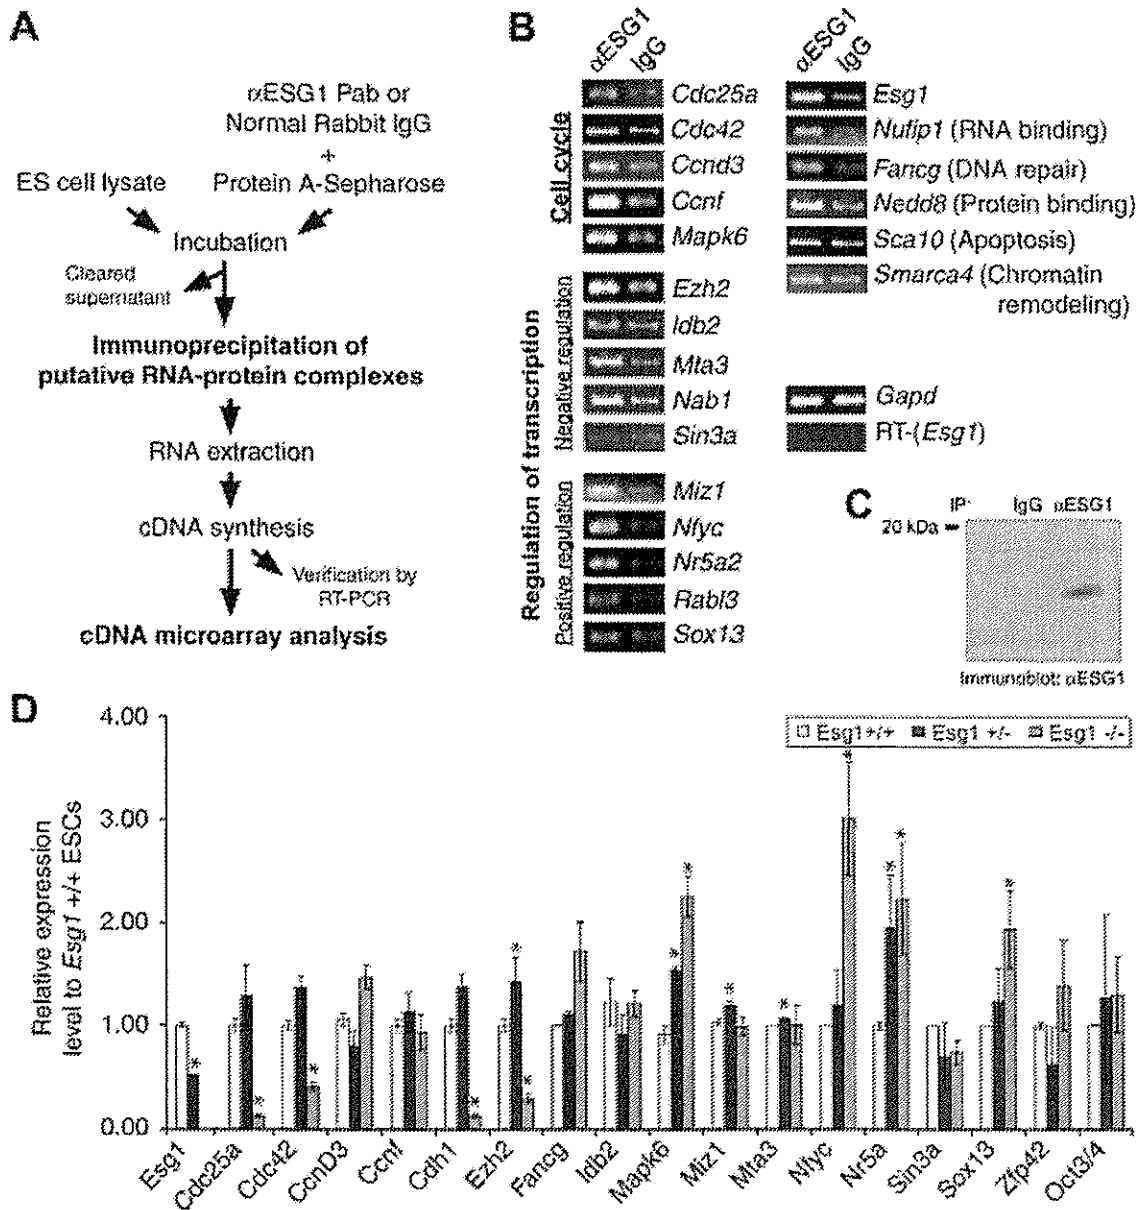 A
αESG1 Pab or
Normal Rabbit IgG
+
ES cell lysate
Protein A-Sepharose
Incubation
Cleared
supernatant
Immunoprecipitation of
putative RNA-protein complexes
RNA extraction
cDNA synthesis
Verification by
RT-PCR
cDNA microarray analysis
B
αESG1
IgG
Cell cycle
Cdc25a
Cdc42
Ccnd3
Ccnf
Mapk6
Regulation of transcription
Negative regulation
Ezh2
Idb2
Mta3
Nab1
Sin3a
Positive regulation
Miz1
Nfyc
Nr5a2
Rabl3
Sox13
αESG1
IgG
Esg1
Nufip1 (RNA binding)
Fancg (DNA repair)
Nedd8 (Protein binding)
Sca10 (Apoptosis)
Smarca4 (Chromatin
remodeling)
Gapd
RT-(Esg1)
C
IP: IgG αESG1
20 kDa
Immunoblot: αESG1
D
Relative expression
level to Esg1 +/+ ESCs
4.00
3.00
2.00
1.00
0.00
Esg1+/+ Esg1 +/- Esg1 -/-
* * * * * * * * * * * * * *
Esg1
Cdc25a
Cdc42
CcnD3
Ccnf
Cdh1
Ezh2
Fancg
Idb2
Mapk6
Miz1
Mta3
Nfyc
Nr5a
Sin3a
Sox13
Zfp42
Oct3/4